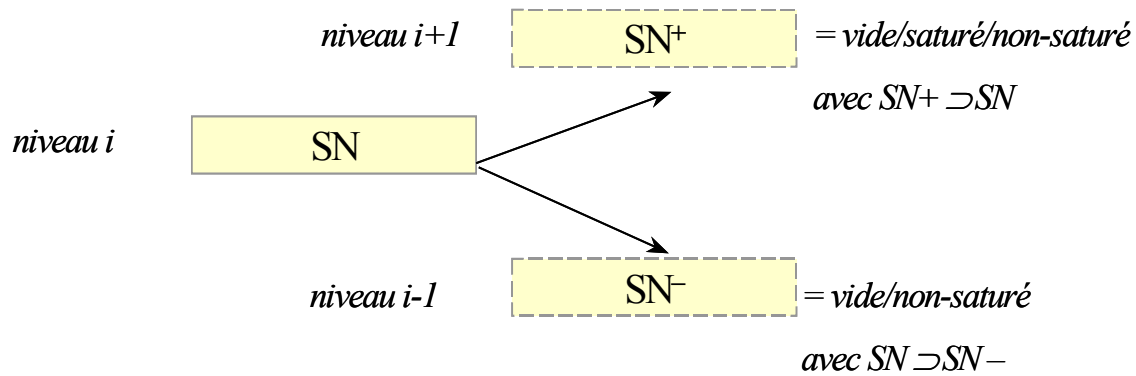 niveau i+1 SN⁺ = vide/saturé/non-saturé
avec SN+ ⊃SN
niveau i SN
niveau i-1 SN⁻ = vide/non-saturé
avec SN ⊃SN –